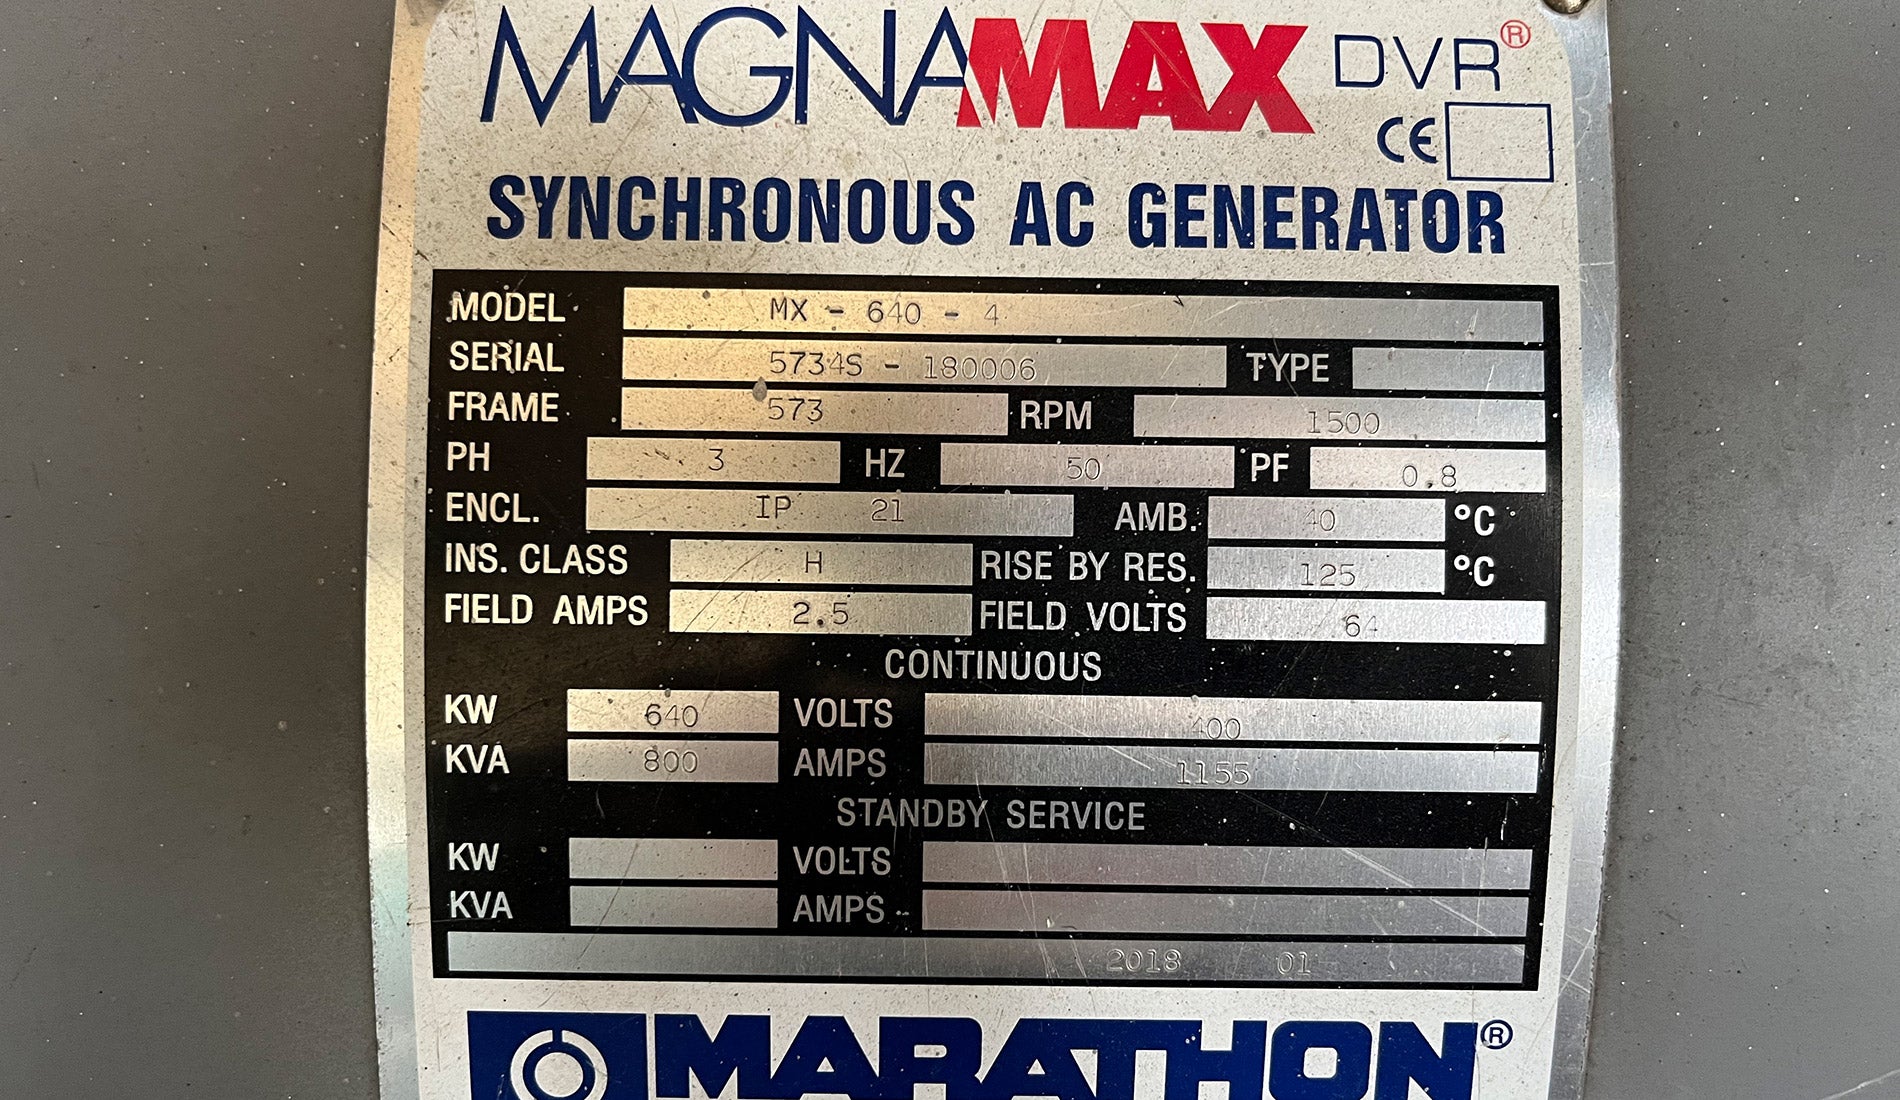 MAGNAMAX DVR®
CE
SYNCHRONOUS AC GENERATOR
MODEL MX - 640 - 4
SERIAL 5734S - 180006 TYPE
FRAME 573 RPM 1500
PH 3 HZ 50 PF 0.8
ENCL. IP 21 AMB. 40 °C
INS. CLASS H RISE BY RES. 125 °C
FIELD AMPS 2.5 FIELD VOLTS 64
CONTINUOUS
KW 640 VOLTS 400
KVA 800 AMPS 1155
STANDBY SERVICE
KW VOLTS
KVA AMPS
2018 01
MARATHON®